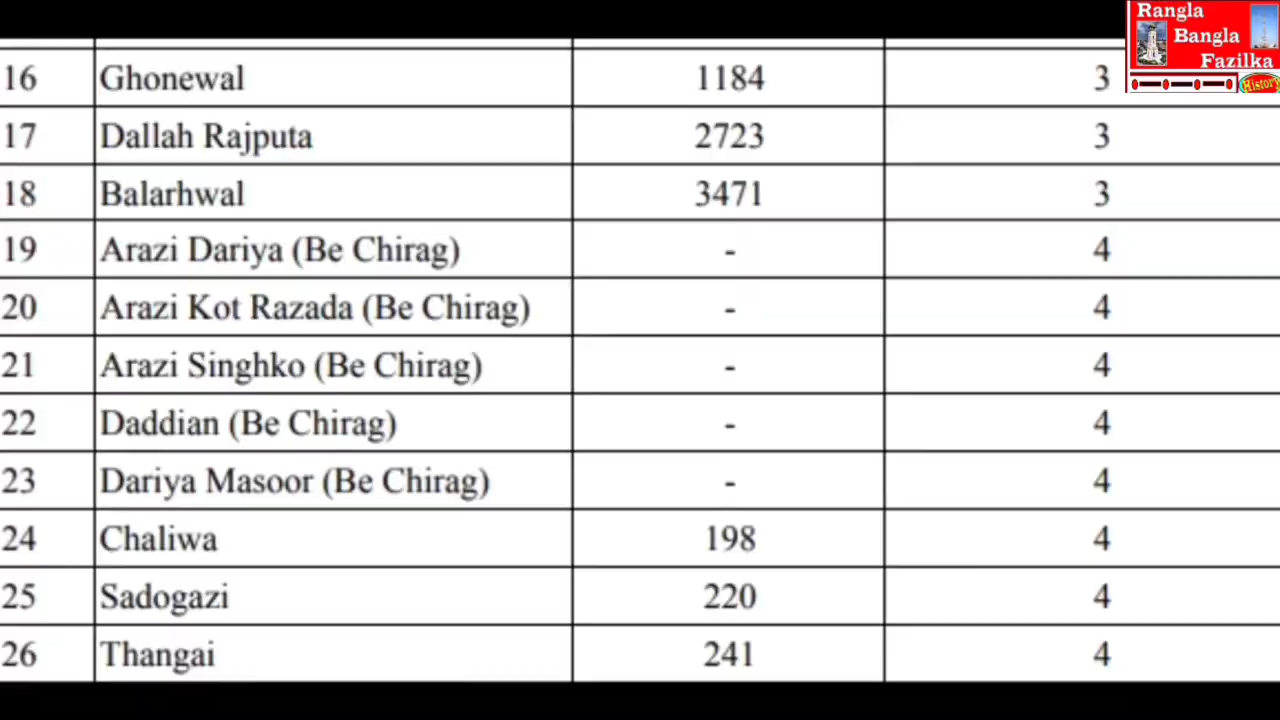 Rangla
Bangla
Fazilka
History
16 Ghonewal 1184 3
17 Dallah Rajputa 2723 3
18 Balarhwal 3471 3
19 Arazi Dariya (Be Chirag) - 4
20 Arazi Kot Razada (Be Chirag) - 4
21 Arazi Singhko (Be Chirag) - 4
22 Daddian (Be Chirag) - 4
23 Dariya Masoor (Be Chirag) - 4
24 Chaliwa 198 4
25 Sadogazi 220 4
26 Thangai 241 4